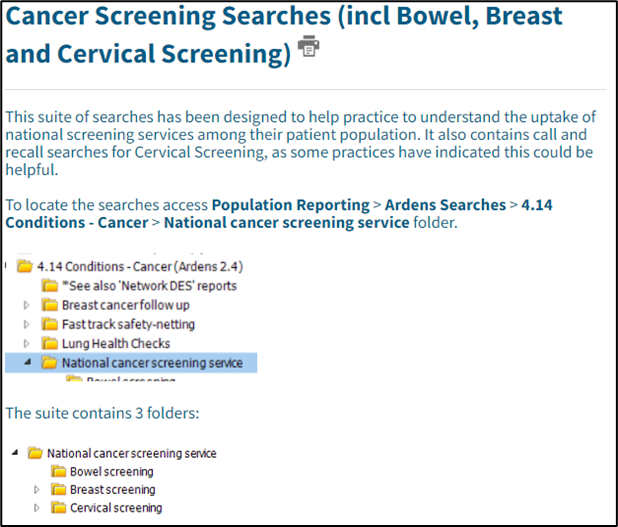 Cancer Screening Searches (incl Bowel, Breast
and Cervical Screening)
This suite of searches has been designed to help practice to understand the uptake of
national screening services among their patient population. It also contains call and
recall searches for Cervical Screening, as some practices have indicated this could be
helpful.
To locate the searches access Population Reporting > Ardens Searches > 4.14
Conditions - Cancer > National cancer screening service folder.
4.14 Conditions - Cancer (Ardens 2.4)
*See also 'Network DES' reports
Breast cancer follow up
Fast track safety-netting
Lung Health Checks
National cancer screening service
Bowel screening
The suite contains 3 folders:
National cancer screening service
Bowel screening
Breast screening
Cervical screening